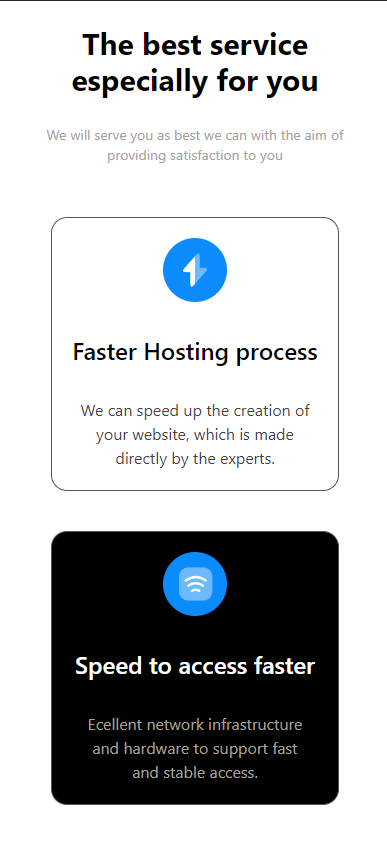 The best service
especially for you
We will serve you as best we can with the aim of
providing satisfaction to you
Faster Hosting process
We can speed up the creation of
your website, which is made
directly by the experts.
Speed to access faster
Ecellent network infrastructure
and hardware to support fast
and stable access.